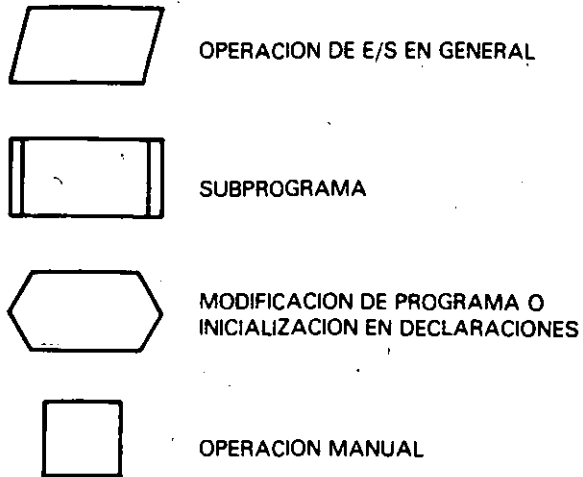 OPERACION DE E/S EN GENERAL
SUBPROGRAMA
MODIFICACION DE PROGRAMA O
INICIALIZACION EN DECLARACIONES
OPERACION MANUAL